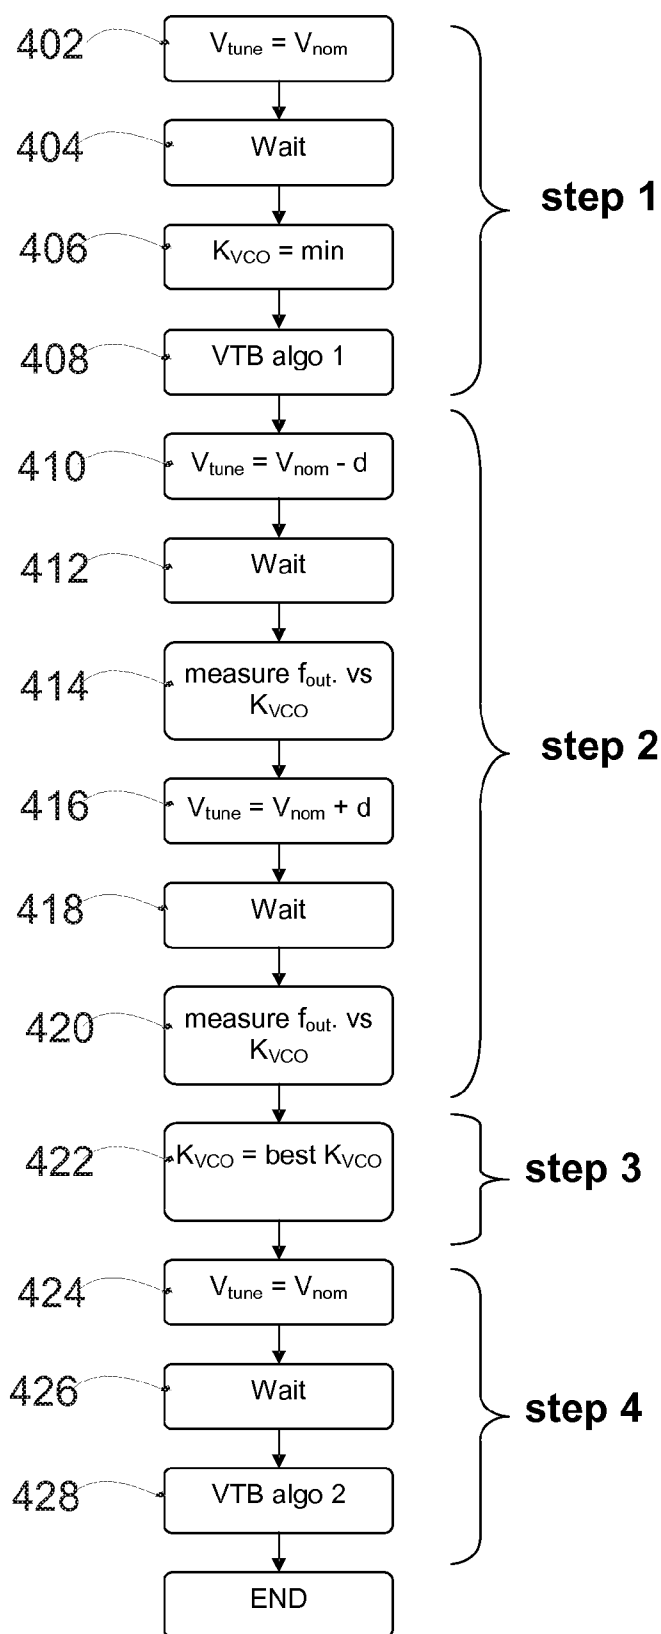 402
V_tune = V_nom
404
Wait
step 1
406
K_VCO = min
408
VTB algo 1
410
V_tune = V_nom - d
412
Wait
414
measure f_out. vs
K_VCO
step 2
416
V_tune = V_nom + d
418
Wait
420
measure f_out. vs
K_VCO
422
K_VCO = best K_VCO
step 3
424
V_tune = V_nom
426
Wait
step 4
428
VTB algo 2
END